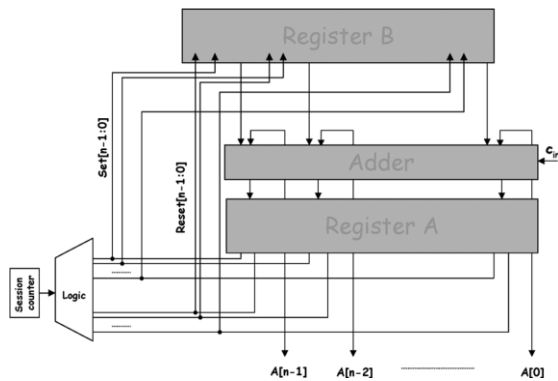 Register B
Set[n-1:0]
Reset[n-1:0]
Adder
c_in
Register A
Session
counter
Logic
A[n-1]
A[n-2]
A[0]